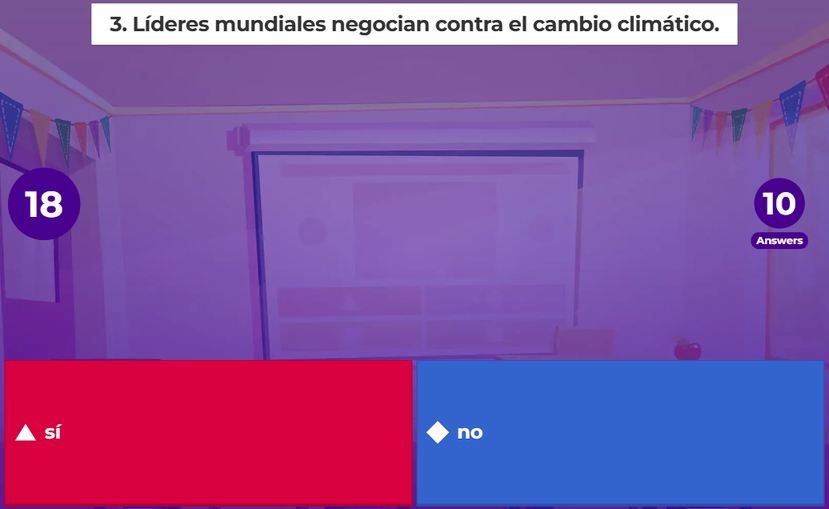 3. Líderes mundiales negocian contra el cambio climático.
18
10
Answers
sí
no